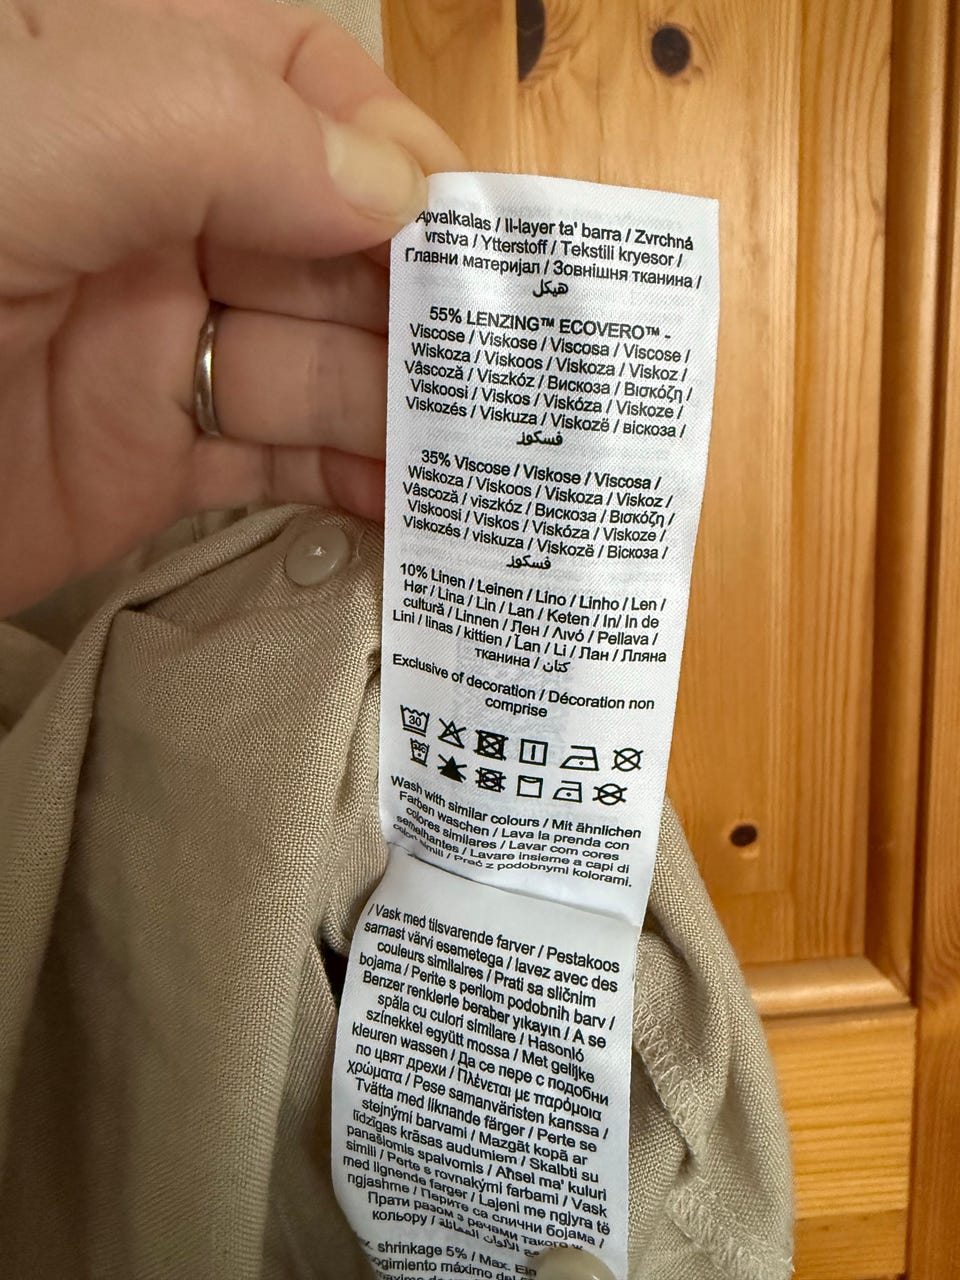 Apvalkalas / Il-layer ta' barra / Zvrchná
vrstva / Ytterstoff / Tekstili kryesor /
Главни материјал / Зовнішня тканина /
هيكل
55% LENZING™ ECOVERO™ -
Viscose / Viskose / Viscosa / Viscose /
Wiskoza / Viskoos / Viskoza / Viskoz /
Vâscoză / Viszkóz / Вискоза / Βισκόζη /
Viskoosi / Viskos / Viskóza / Viskoze /
Viskozés / Viskuza / Viskozë / віскоза /
فسكوز
35% Viscose / Viskose / Viscosa /
Wiskoza / Viskoos / Viskoza / Viskoz /
Vâscoză / viszkóz / Вискоза / Βισκόζη /
Viskoosi / Viskos / Viskóza / Viskoze /
Viskozés / viskuza / Viskozë / Віскоза /
فسكوز
10% Linen / Leinen / Lino / Linho / Len /
Hør / Lina / Lin / Lan / Keten / In/ In de
cultură / Linnen / Лен / Λινό / Pellava /
Lini / linas / kittien / Ļan / Li / Лан / Лляна
тканина / كتان
Exclusive of decoration / Décoration non
comprise
30
Wash with similar colours / Mit ähnlichen
Farben waschen / Lava la prenda con
colores similares / Lavar com cores
semelhantes / Lavare insieme a capi di
colori simili / Prać z podobnymi kolorami.
/ Vask med tilsvarende farver / Pestakoos
samast värvi esemetega / lavez avec des
couleurs similaires / Prati sa sličnim
bojama / Perite s perilom podobnih barv /
Benzer renklerle beraber yıkayın / A se
spăla cu culori similare / Hasonló
színekkel együtt mossa / Met gelijke
kleuren wassen / Да се пере с подобни
по цвят дрехи / Πλένεται με παρόμοια
χρώματα / Pese samanväristen kanssa /
Tvätta med liknande färger / Perte se
stejnými barvami / Mazgāt kopā ar
līdzīgas krāsas audumiem / Skalbti su
panašiomis spalvomis / Aħsel ma' kuluri
simili / Perte s rovnakými farbami / Vask
med lignende farger / Lajeni me ngjyra të
ngjashme / Перите са слични бојама /
Прати разом з речами такого ж
кольору / مع الألوان المماثلة
shrinkage 5% / Max. Ein
ogimiento máximo del